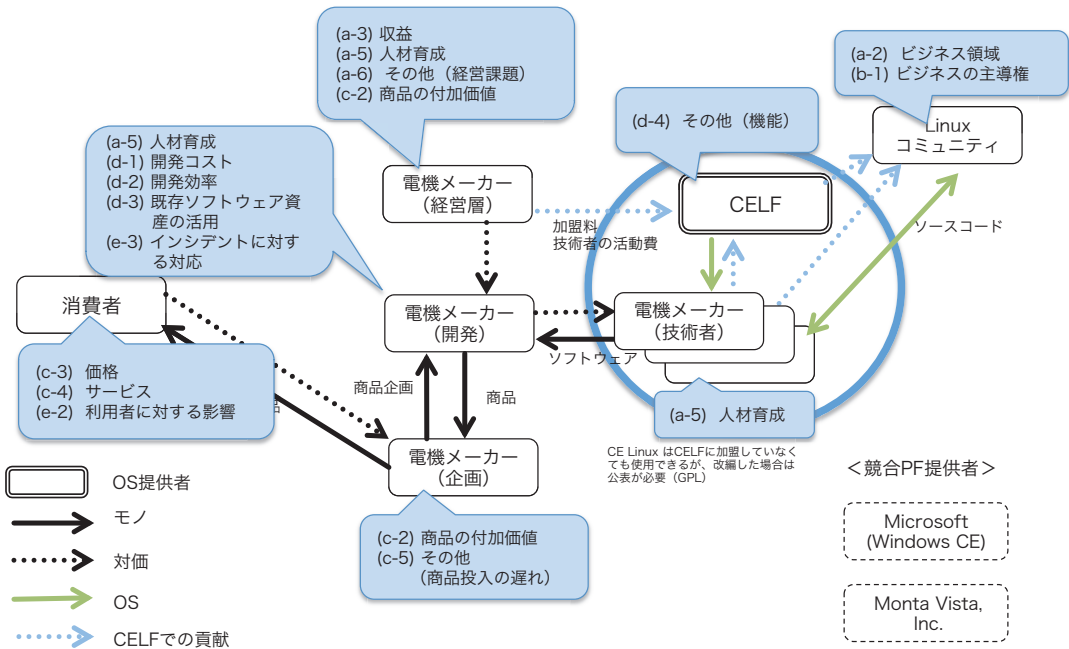 (a-3) 収益
(a-5) 人材育成
(a-6) その他（経営課題）
(c-2) 商品の付加価値
(a-2) ビジネス領域
(b-1) ビジネスの主導権
(d-4) その他（機能）
Linux
コミュニティ
(a-5) 人材育成
(d-1) 開発コスト
(d-2) 開発効率
(d-3) 既存ソフトウェア資
産の活用
(e-3) インシデントに対す
る対応
電機メーカー
（経営層）
CELF
加盟料
技術者の活動費
ソースコード
消費者
電機メーカー
（開発）
電機メーカー
（技術者）
ソフトウェア
(c-3) 価格
(c-4) サービス
(e-2) 利用者に対する影響
品
商品企画
商品
(a-5) 人材育成
電機メーカー
（企画）
CE Linux はCELFに加盟していなく
ても使用できるが、改編した場合は
公表が必要（GPL）
(c-2) 商品の付加価値
(c-5) その他
（商品投入の遅れ）
OS提供者
モノ
対価
OS
CELFでの貢献
＜競合PF提供者＞
Microsoft
(Windows CE)
Monta Vista,
Inc.